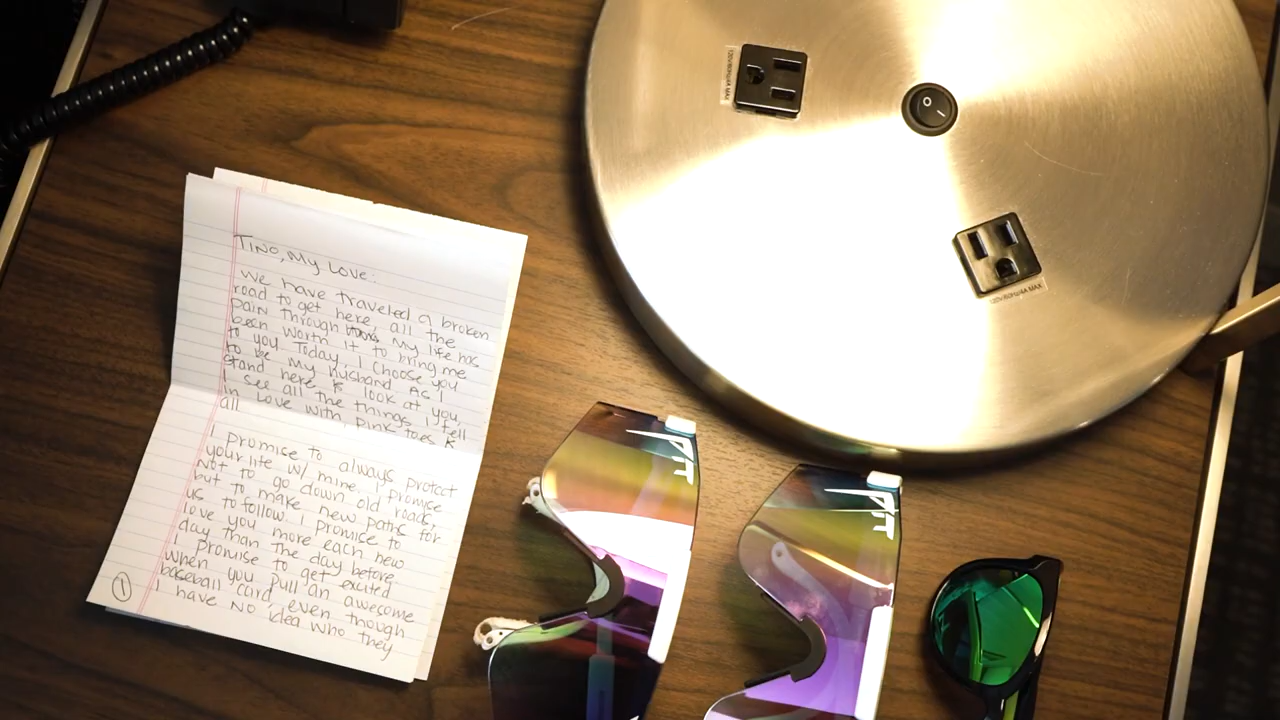 TINO, MY LOVE:
We have traveled a broken
road to get here, all the
pain through my life has
been worth it to bring me
to you. Today, I choose you
to be my husband. As I
stand here & look at you,
I see all the things I fell
in love with, pink toes &
all.
I promise to always protect
your life w/ mine. I promise
not to go down old roads,
but to make new paths for
us to follow. I promise to
love you more each new
day than the day before.
I promise to get excited
when you pull an awesome
baseball card, even though
I have NO idea who they
1
PIT
PIT